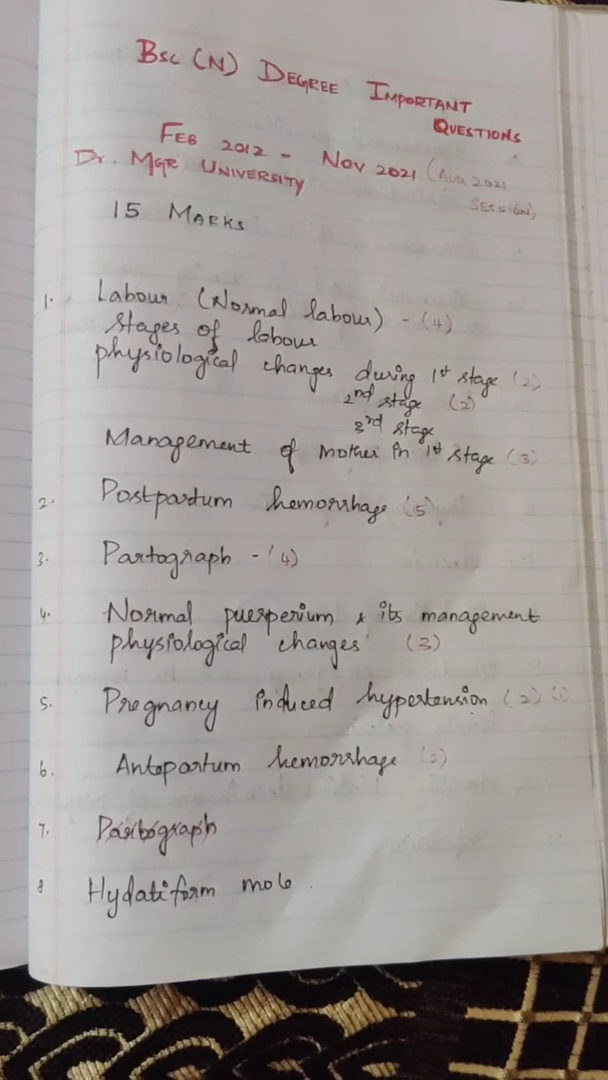 BSC (N) DEGREE IMPORTANT
QUESTIONS
FEB 2012 - NOV 2021 (AUG 2021
SESSION)
Dr. MGR UNIVERSITY
15 MARKS
1. Labour (Normal labour) - (4)
Stages of labour
physiological changes during 1st stage (2)
2nd stage (2)
3rd stage
Management of mother in 1st stage (3)
2. Postpartum hemorrhage (5)
3. Partograph - (4)
4. Normal puesperium & its management
physiological changes (3)
5. Pregnancy induced hypertension (2) (1)
6. Antepartum hemorrhage
7. Partograph
8 Hydatiform mole.